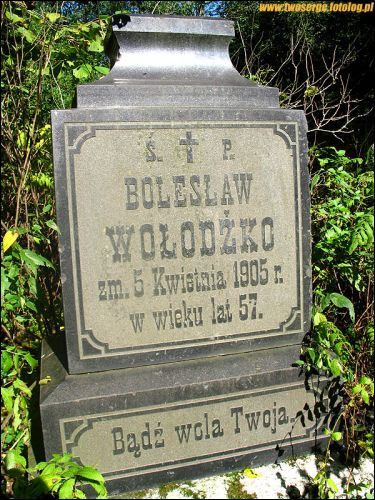 www.twoserge.fotolog.pl
Ś. ✝ P.
BOLESŁAW
WOŁODŹKO
zm. 5 Kwietnia 1905 r.
w wieku lat 57.
Bądź wola Twoja.